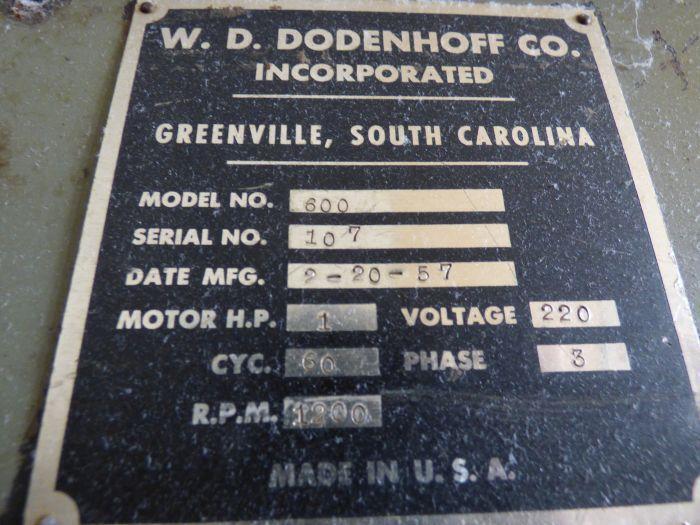 W. D. DODENHOFF CO.
INCORPORATED
GREENVILLE, SOUTH CAROLINA
MODEL NO. 600
SERIAL NO. 107
DATE MFG. 2-20-57
MOTOR H.P. 1 VOLTAGE 220
CYC. 60 PHASE 3
R.P.M. 1200
MADE IN U. S. A.